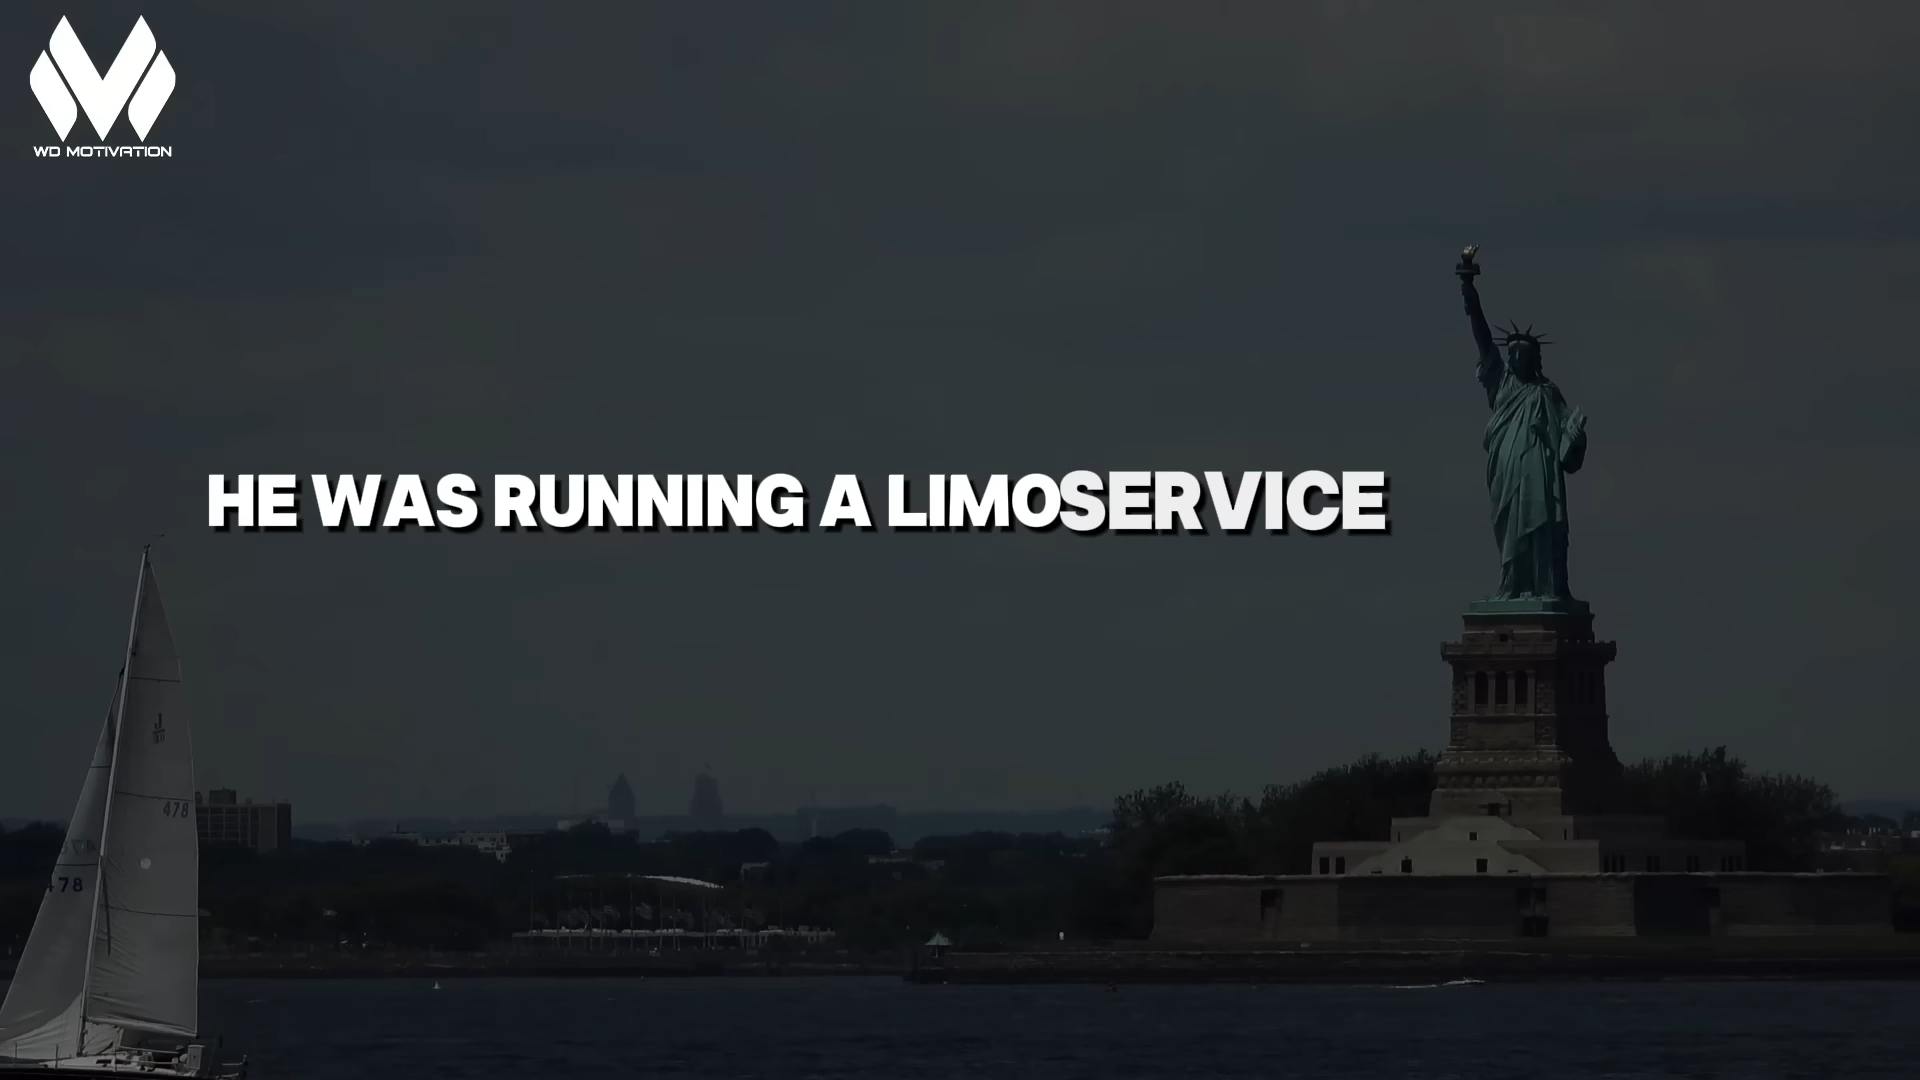 WD MOTIVATION
HE WAS RUNNING A LIMOSERVICE
J
478
478